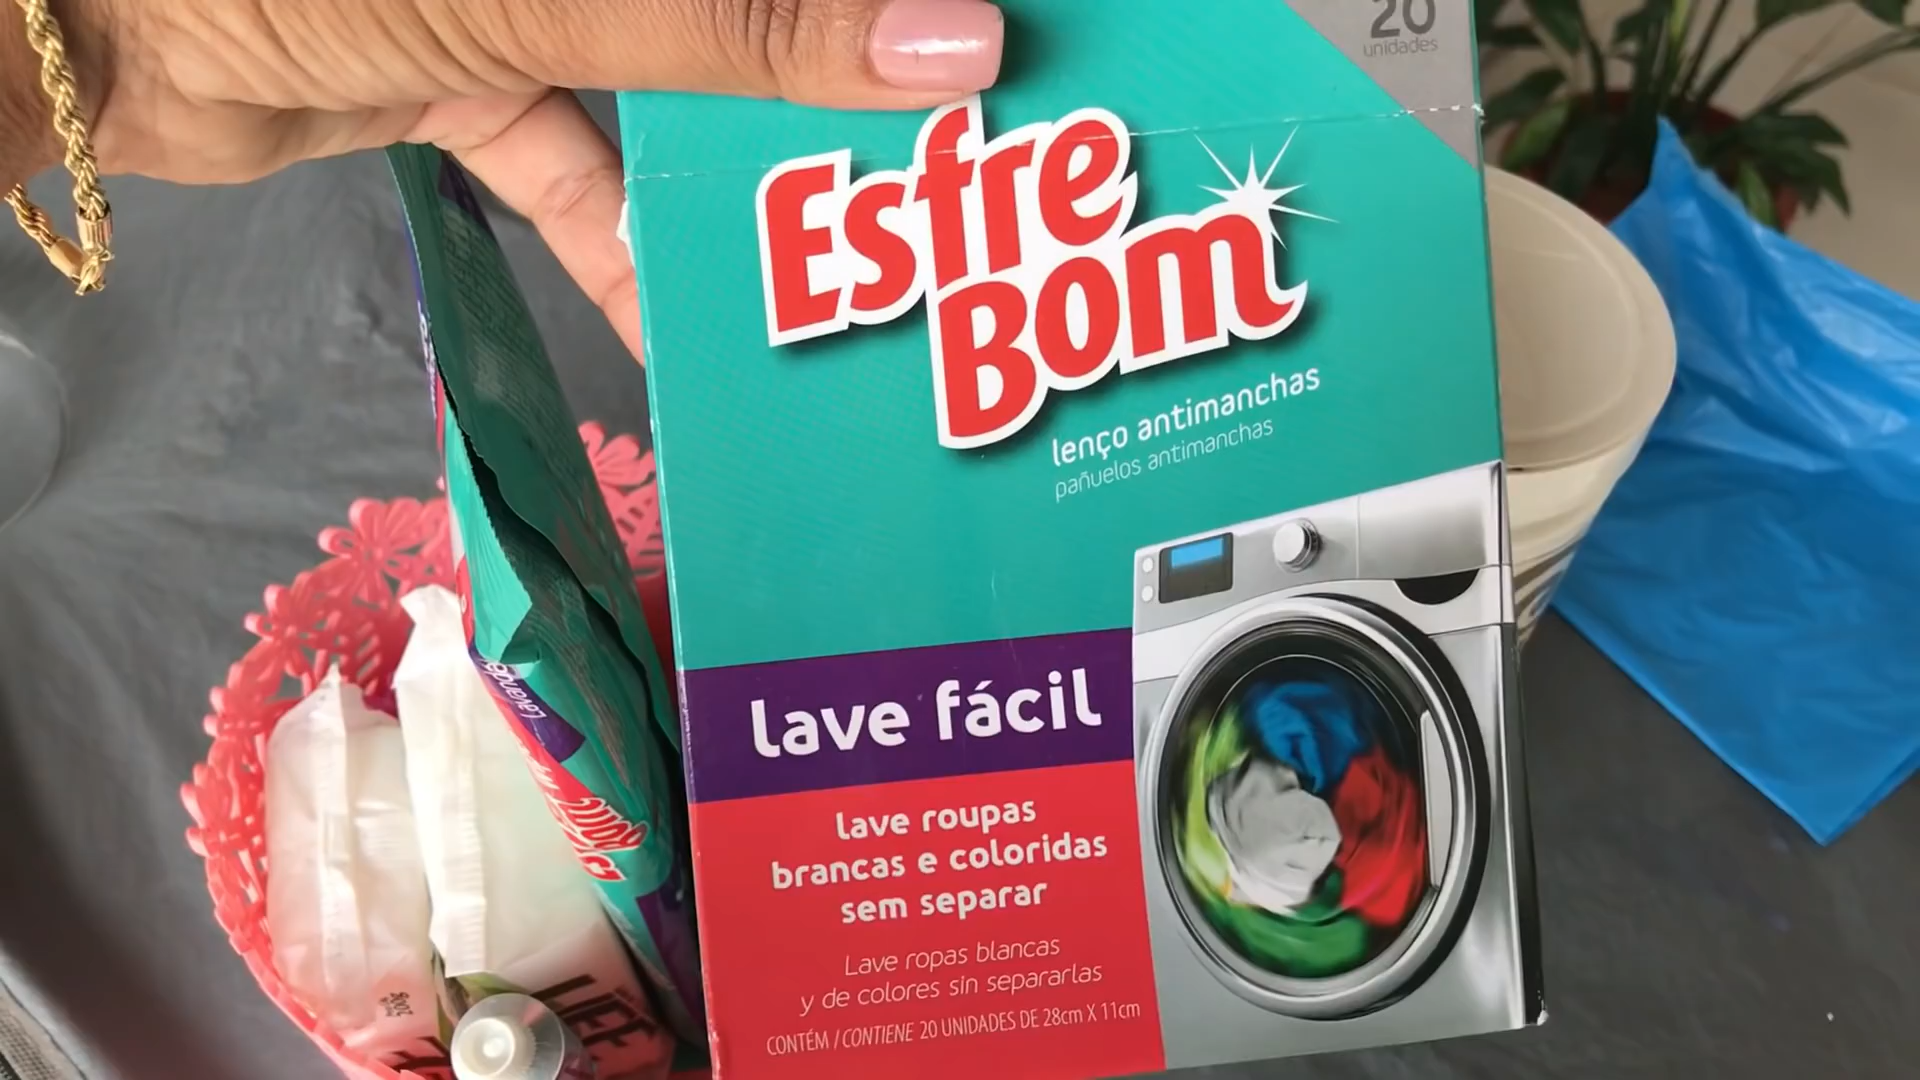 20
unidades
Esfre
Bom
lenço antimanchas
pañuelos antimanchas
lave fácil
lave roupas
brancas e coloridas
sem separar
Lave ropas blancas
y de colores sin separarlas
CONTÉM / CONTIENE 20 UNIDADES DE 28cm X 11cm
200g